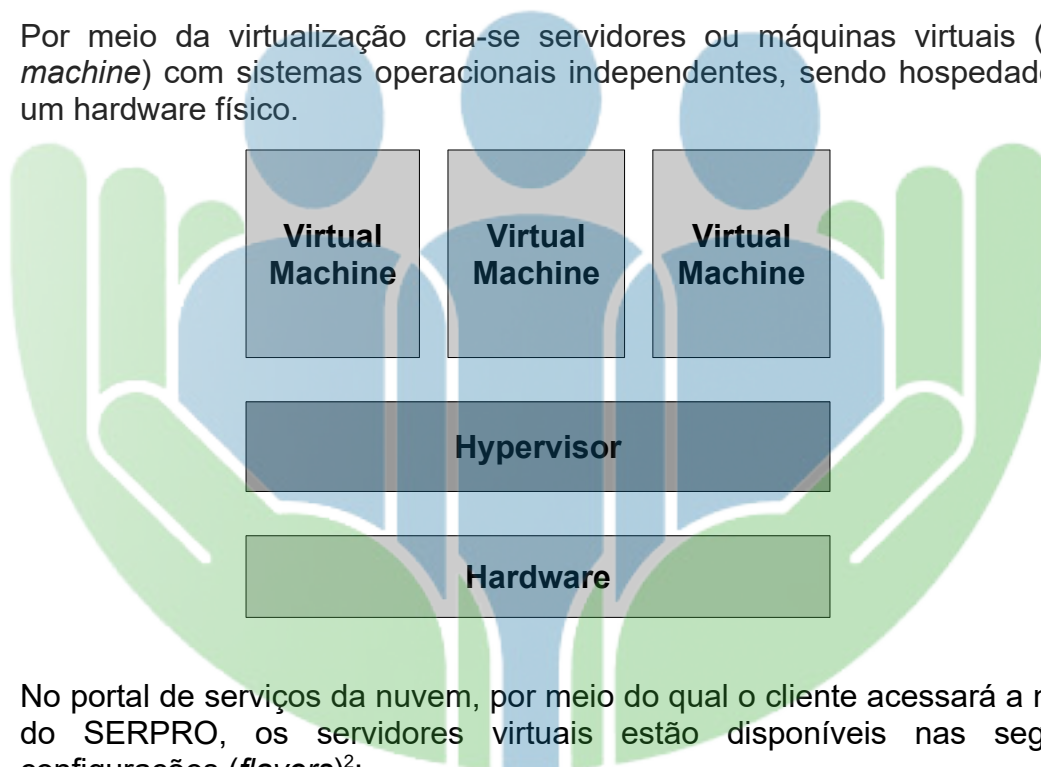 Por meio da virtualização cria-se servidores ou máquinas virtuais (
machine) com sistemas operacionais independentes, sendo
um hardware físico.
Virtual Virtual Virtual
Machine Machine Machine
Hypervisor
Hardware
No portal de serviços da nuvem, por meio do qual o cliente acessará a
do SERPRO, os servidores virtuais estão disponíveis nas
(flavors)²: